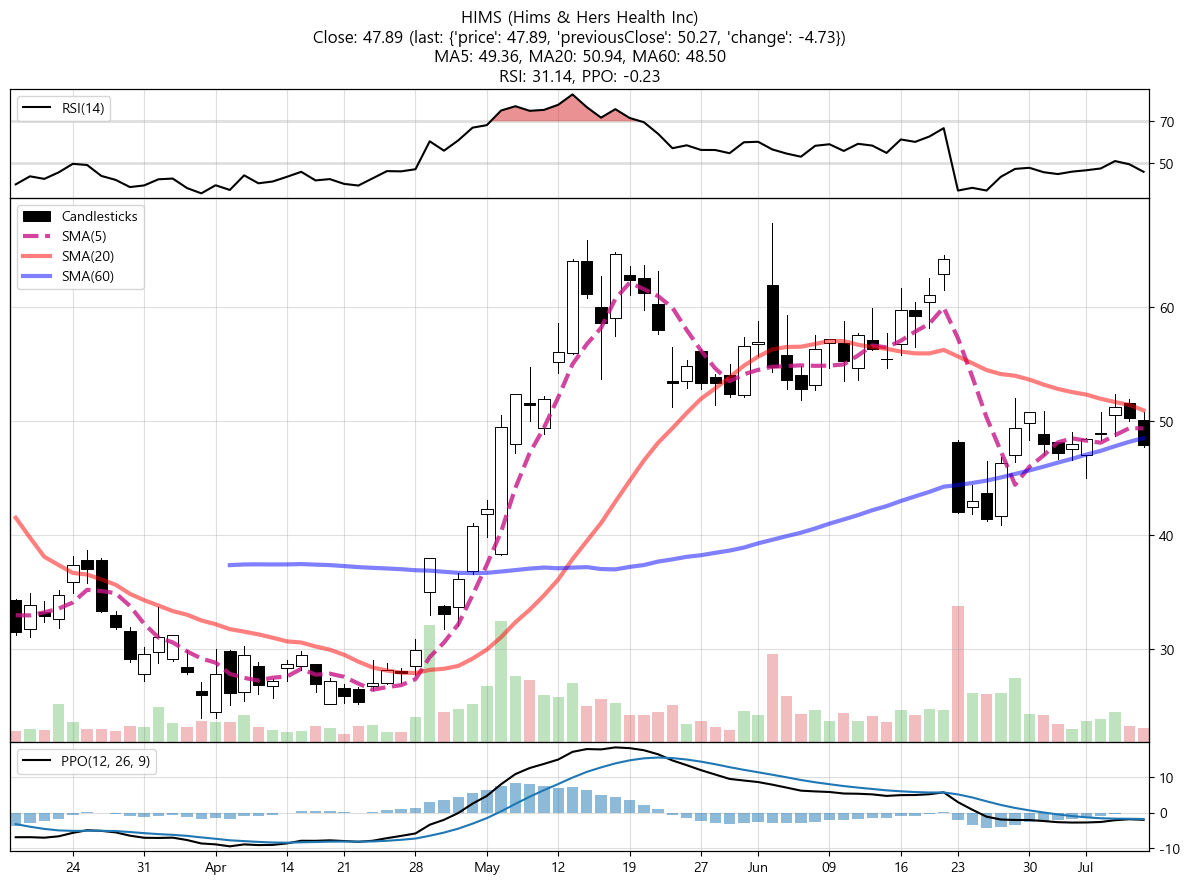 HIMS (Hims & Hers Health Inc)
Close: 47.89 (last: {'price': 47.89, 'previousClose': 50.27, 'change': -4.73})
MA5: 49.36, MA20: 50.94, MA60: 48.50
RSI: 31.14, PPO: -0.23
RSI(14)
70
50
Candlesticks
SMA(5)
SMA(20)
SMA(60)
60
50
40
30
PPO(12, 26, 9)
10
0
-10
24 31 Apr 14 21 28 May 12 19 27 Jun 09 16 23 30 Jul